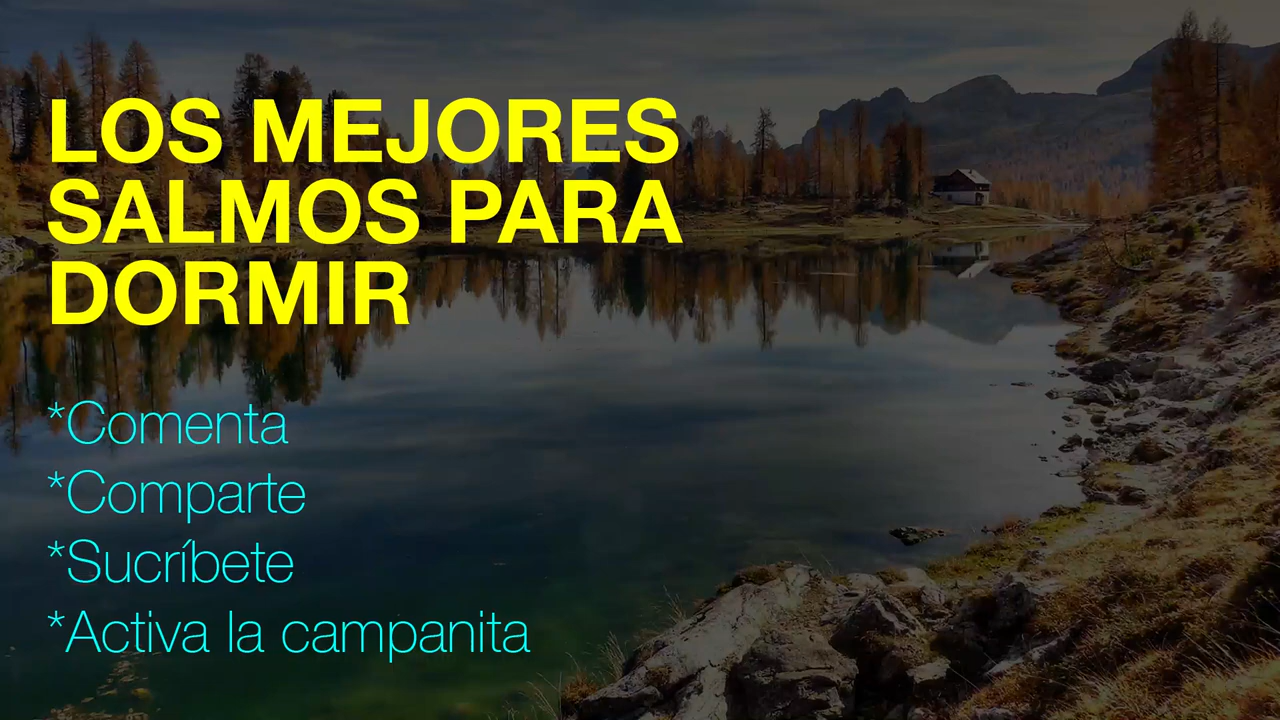 LOS MEJORES
SALMOS PARA
DORMIR
*Comenta
*Comparte
*Sucríbete
*Activa la campanita